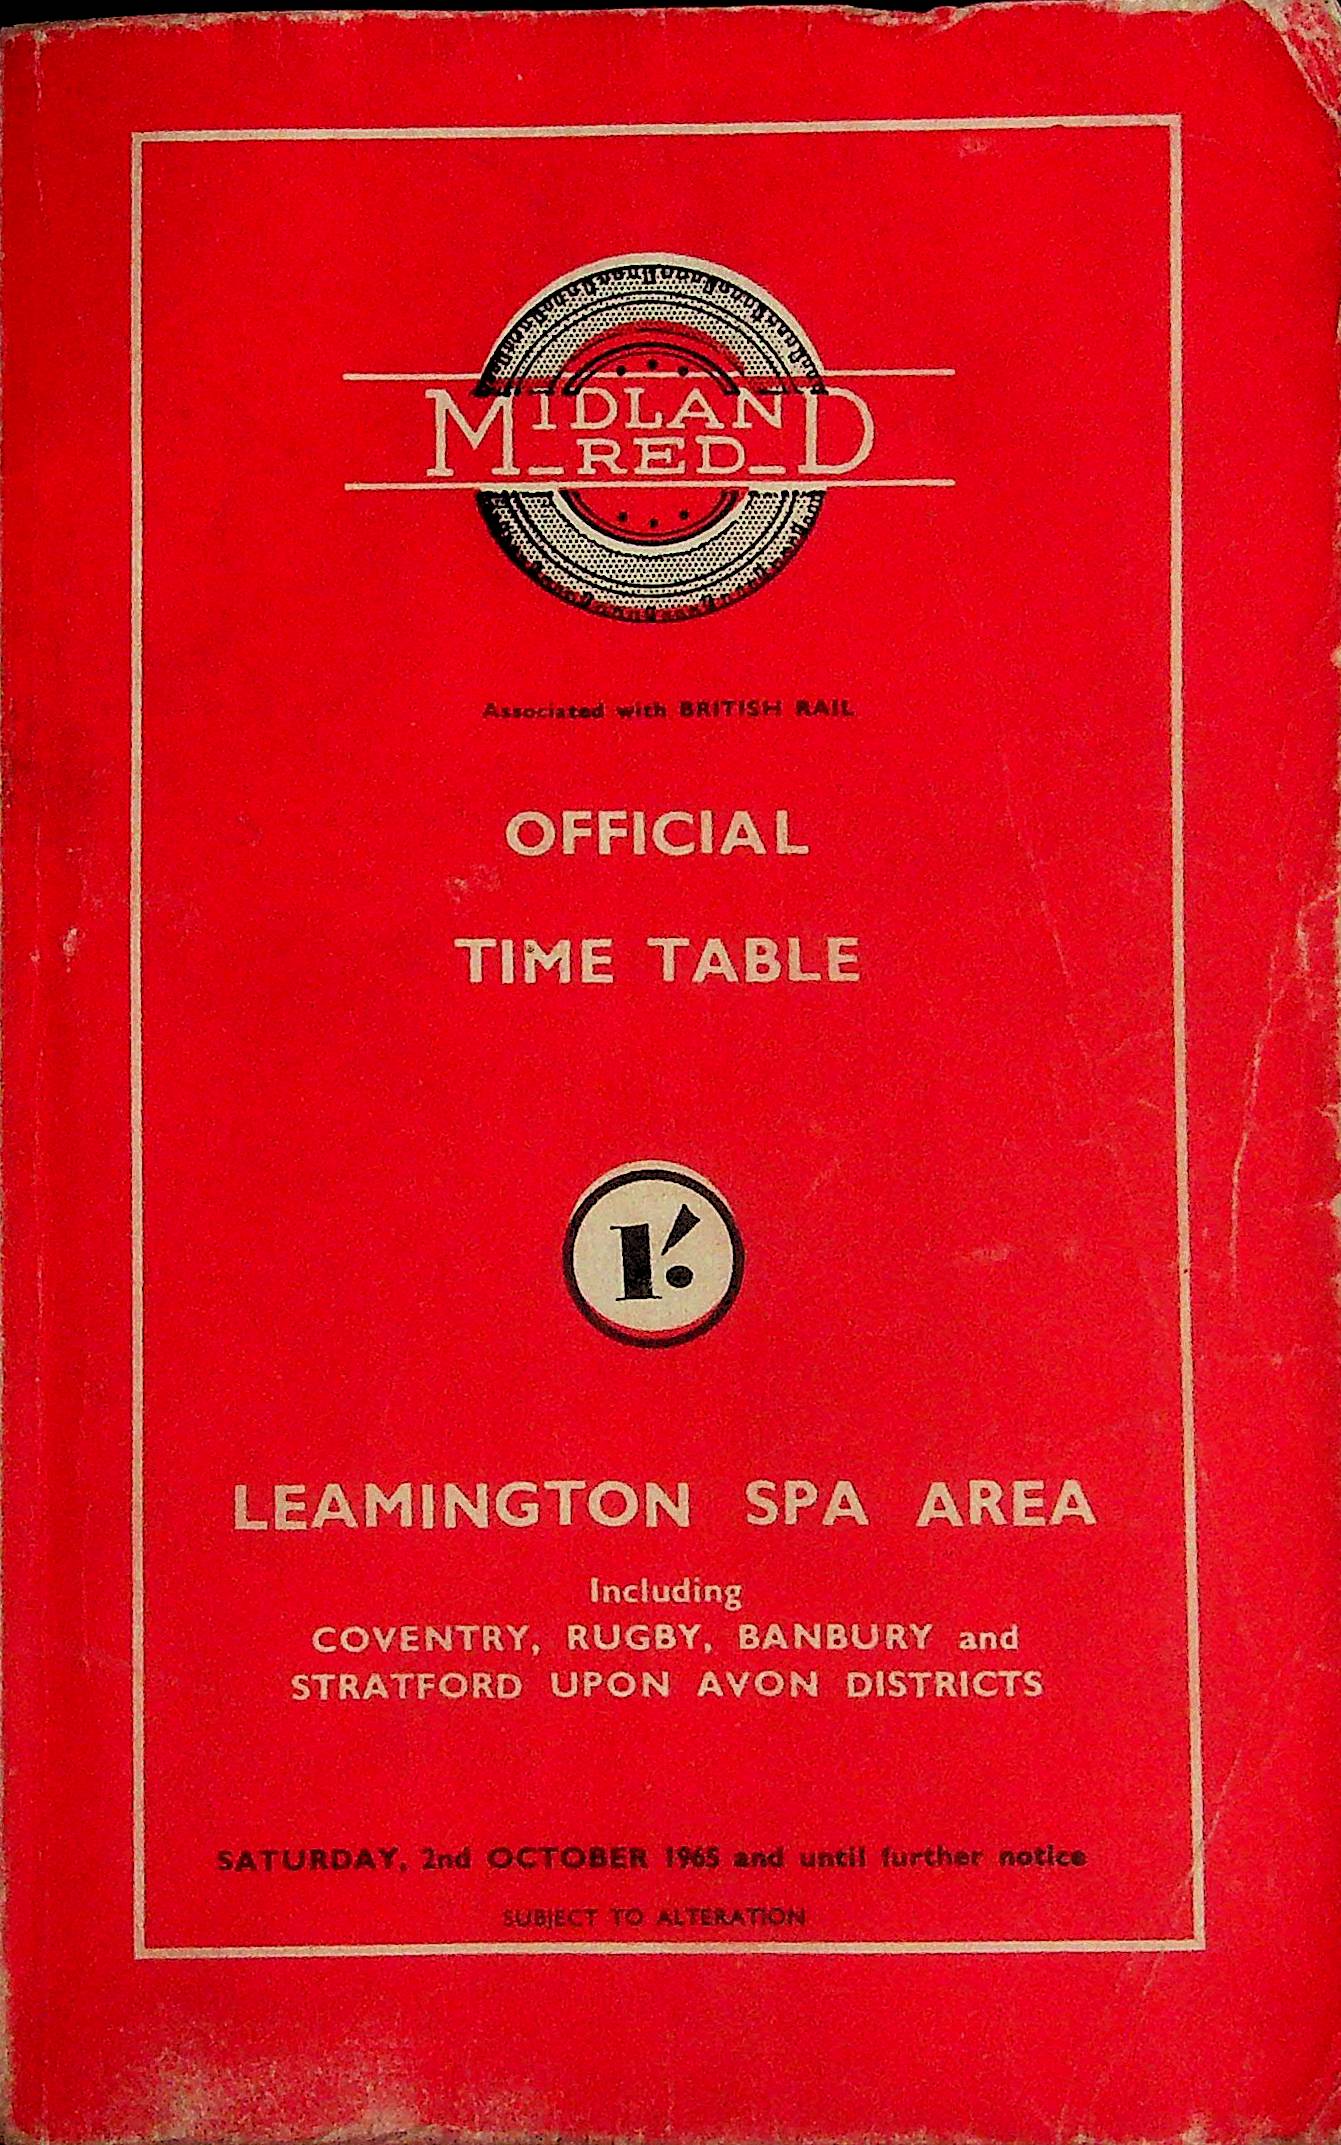 MIDLAND
RED
Associated with BRITISH RAIL
OFFICIAL
TIME TABLE
1/.
LEAMINGTON SPA AREA
Including
COVENTRY, RUGBY, BANBURY and
STRATFORD UPON AVON DISTRICTS
SATURDAY, 2nd OCTOBER 1965 and until further notice
SUBJECT TO ALTERATION